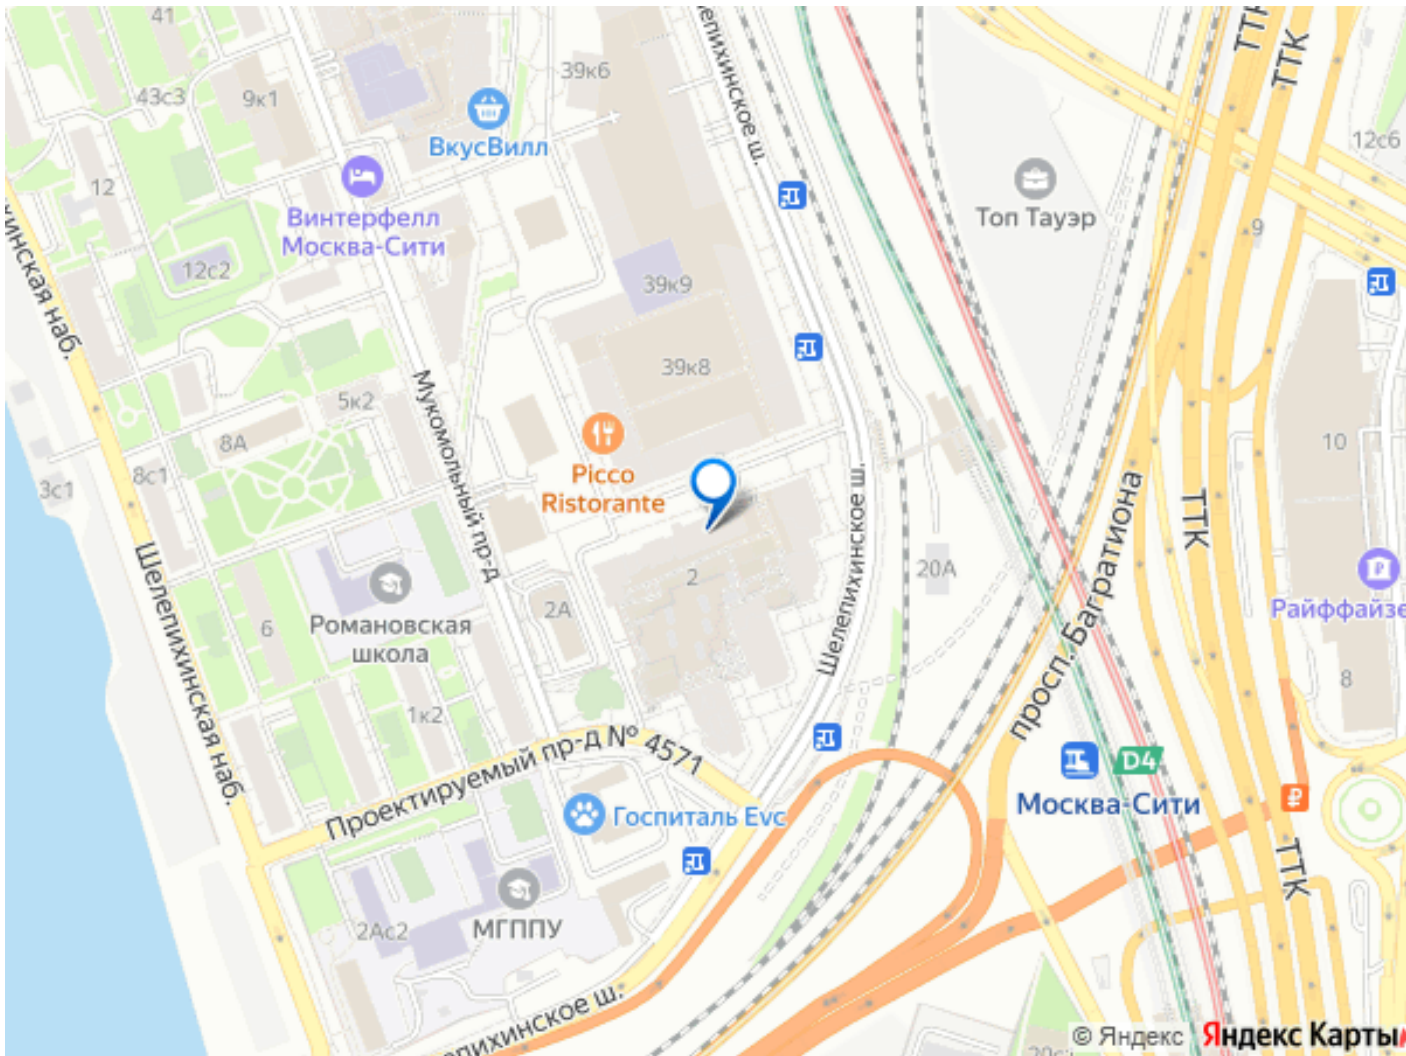 41
43с3
9к1
39к6
ВкусВилл
Шелепихинское ш.
ТТК
ТТК
12с6
12
Винтерфелл
Москва-Сити
Топ Тауэр
9
12с2
39к9
39к8
Мукомольный пр-д
5к2
8А
8с1
3с1
Picco
Ristorante
10
просп. Багратиона
ТТК
Шелепихинское ш.
2
20А
2А
Романовская
школа
6
Шелепихинская наб.
8
1к2
Проектируемый пр-д № 4571
D4
Москва-Сити
Госпиталь Evc
ТТК
МГППУ
2Ас2
© Яндекс
Яндекс Карты